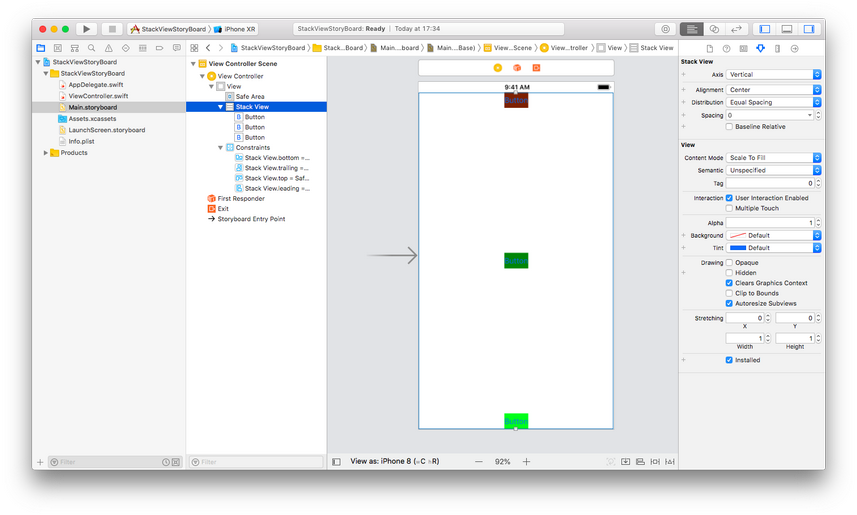 StackViewStoryBoard
iPhone XR
StackViewStoryBoard: Ready | Today at 17:34
StackViewStoryBoard
Stack...Board
Main....board
Main....Base)
View...Scene
View...troller
View
Stack View
StackViewStoryBoard
StackViewStoryBoard
AppDelegate.swift
ViewController.swift
Main.storyboard
Assets.xcassets
LaunchScreen.storyboard
Info.plist
Products
Filter
View Controller Scene
View Controller
View
Safe Area
Stack View
B Button
B Button
B Button
Constraints
Stack View.bottom =...
Stack View.trailing =...
Stack View.top = Saf...
Stack View.leading =...
First Responder
Exit
Storyboard Entry Point
Filter
9:41 AM
Button
Button
Button
View as: iPhone 8 (wC hR)
— 92% +
Stack View
Axis Vertical
Alignment Center
Distribution Equal Spacing
Spacing 0
Baseline Relative
View
Content Mode Scale To Fill
Semantic Unspecified
Tag 0
Interaction User Interaction Enabled
Multiple Touch
Alpha 1
Background Default
Tint Default
Drawing Opaque
Hidden
Clears Graphics Context
Clip to Bounds
Autoresize Subviews
Stretching 0 0
X Y
1 1
Width Height
Installed